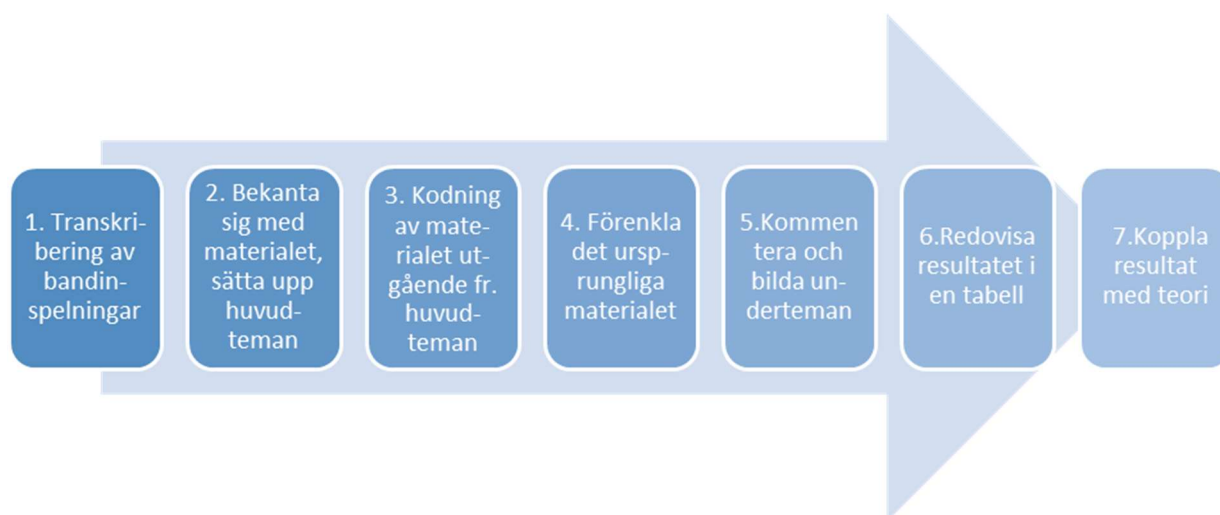 1. Transkri-
bering av
bandin-
spelningar
2. Bekanta
sig med
materialet,
sätta upp
huvud-
teman
3. Kodning
av mate-
rialet ut-
gående fr.
huvud-
teman
4. Förenkla
det ursp-
rungliga
materialet
5.Kommen
tera och
bilda un-
derteman
6.Redovisa
resultatet i
en tabell
7.Koppla
resultat
med teori